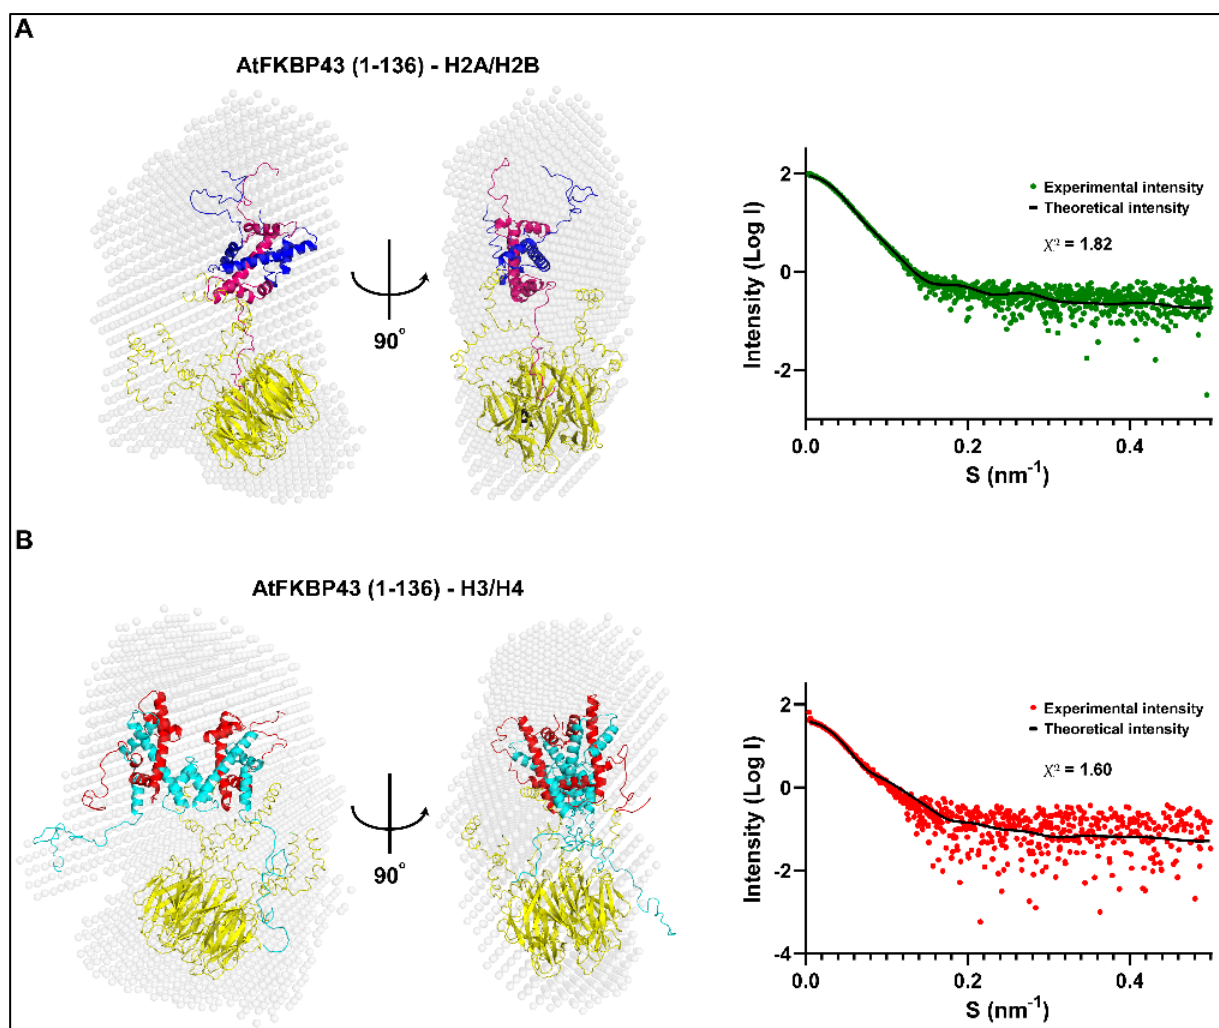 A
AtFKBP43 (1-136) - H2A/H2B
90°
Intensity (Log I)
2
0
-2
0.0
0.2
0.4
S (nm⁻¹)
Experimental intensity
Theoretical intensity
χ² = 1.82
B
AtFKBP43 (1-136) - H3/H4
90°
Intensity (Log I)
2
0
-2
-4
0.0
0.2
0.4
S (nm⁻¹)
Experimental intensity
Theoretical intensity
χ² = 1.60